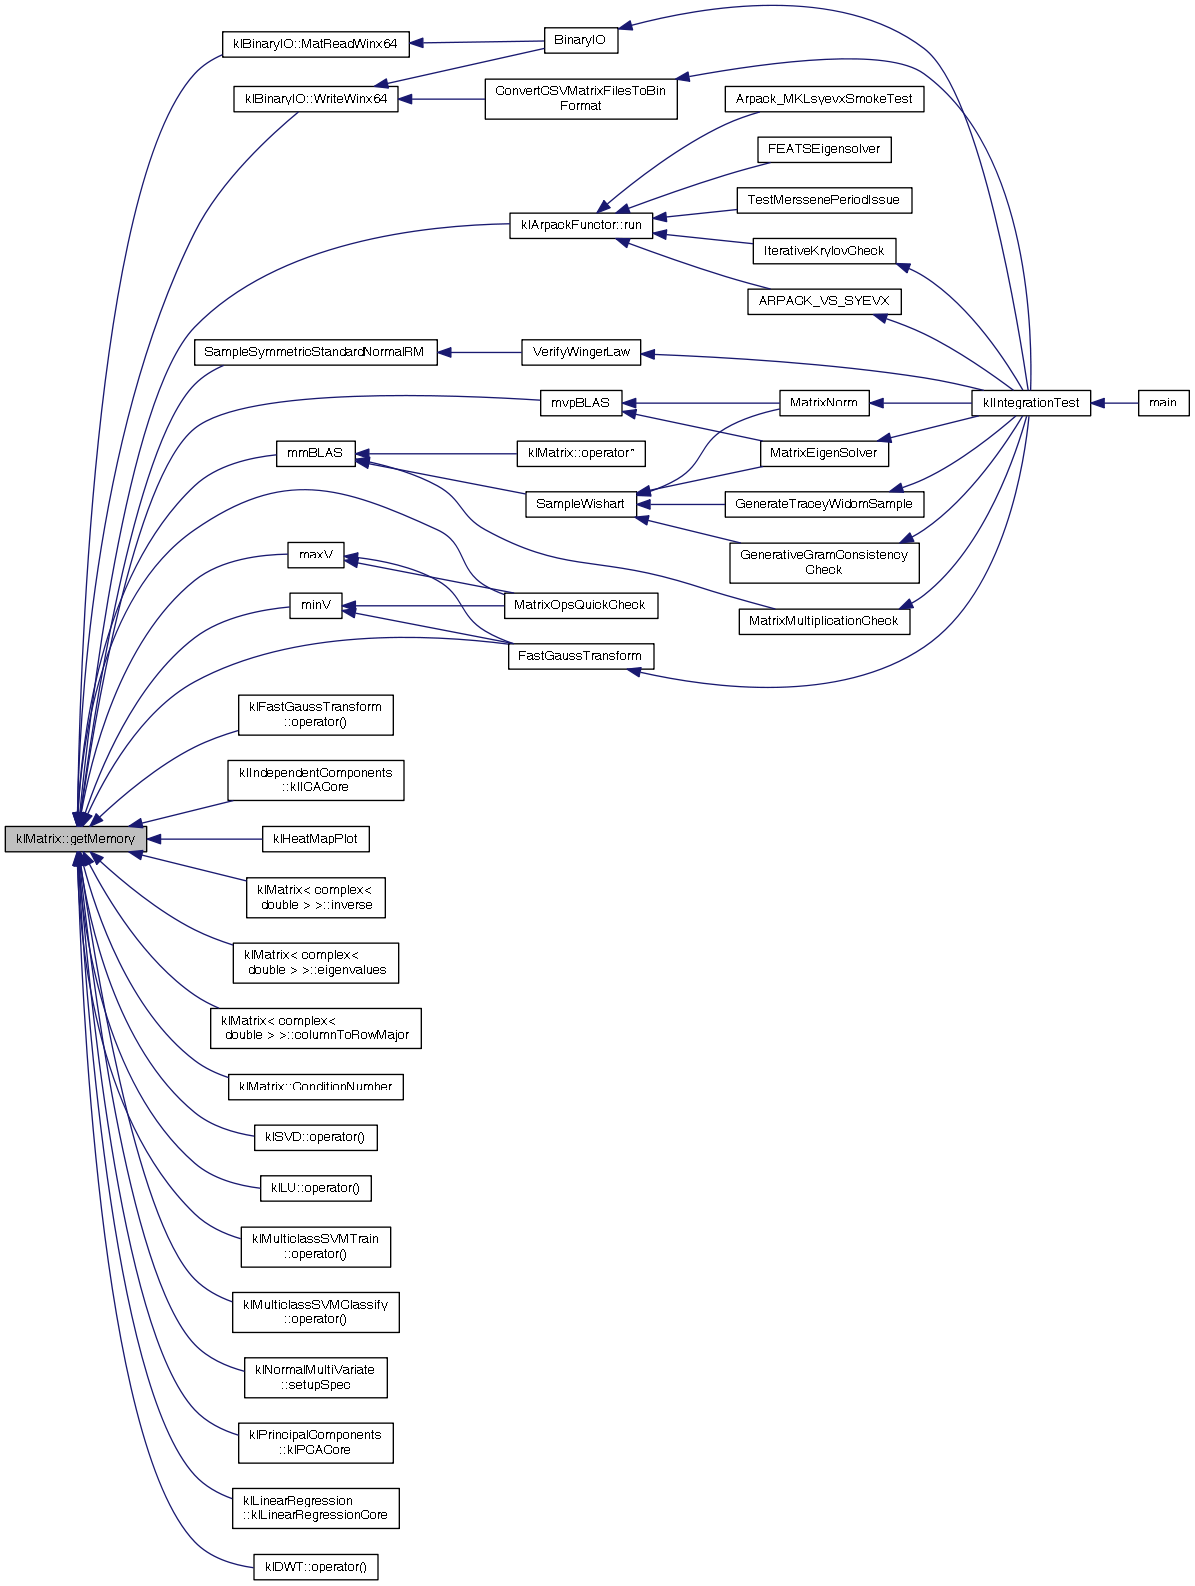 klBinaryIO::MatReadWinx64
BinaryIO
klBinaryIO::WriteWinx64
ConvertCSVMatrixFilesToBin
Format
Arpack_MKLsyevxSmokeTest
FEATSEigensolver
TestMerssenePeriodIssue
klArpackFunctor::run
IterativeKrylovCheck
ARPACK_VS_SYEVX
SampleSymmetricStandardNormalRM
VerifyWingerLaw
mvpBLAS
MatrixNorm
klIntegrationTest
main
mmBLAS
klMatrix::operator*
MatrixEigenSolver
SampleWishart
GenerateTraceyWidomSample
GenerativeGramConsistency
Check
maxV
minV
MatrixOpsQuickCheck
MatrixMultiplicationCheck
FastGaussTransform
klFastGaussTransform
::operator()
klIndependentComponents
::klICACore
klMatrix::getMemory
klHeatMapPlot
klMatrix< complex<
double > >::inverse
klMatrix< complex<
double > >::eigenvalues
klMatrix< complex<
double > >::columnToRowMajor
klMatrix::ConditionNumber
klSVD::operator()
klLU::operator()
klMulticlassSVMTrain
::operator()
klMulticlassSVMClassify
::operator()
klNormalMultiVariate
::setupSpec
klPrincipalComponents
::klPCACore
klLinearRegression
::klLinearRegressionCore
klDWT::operator()